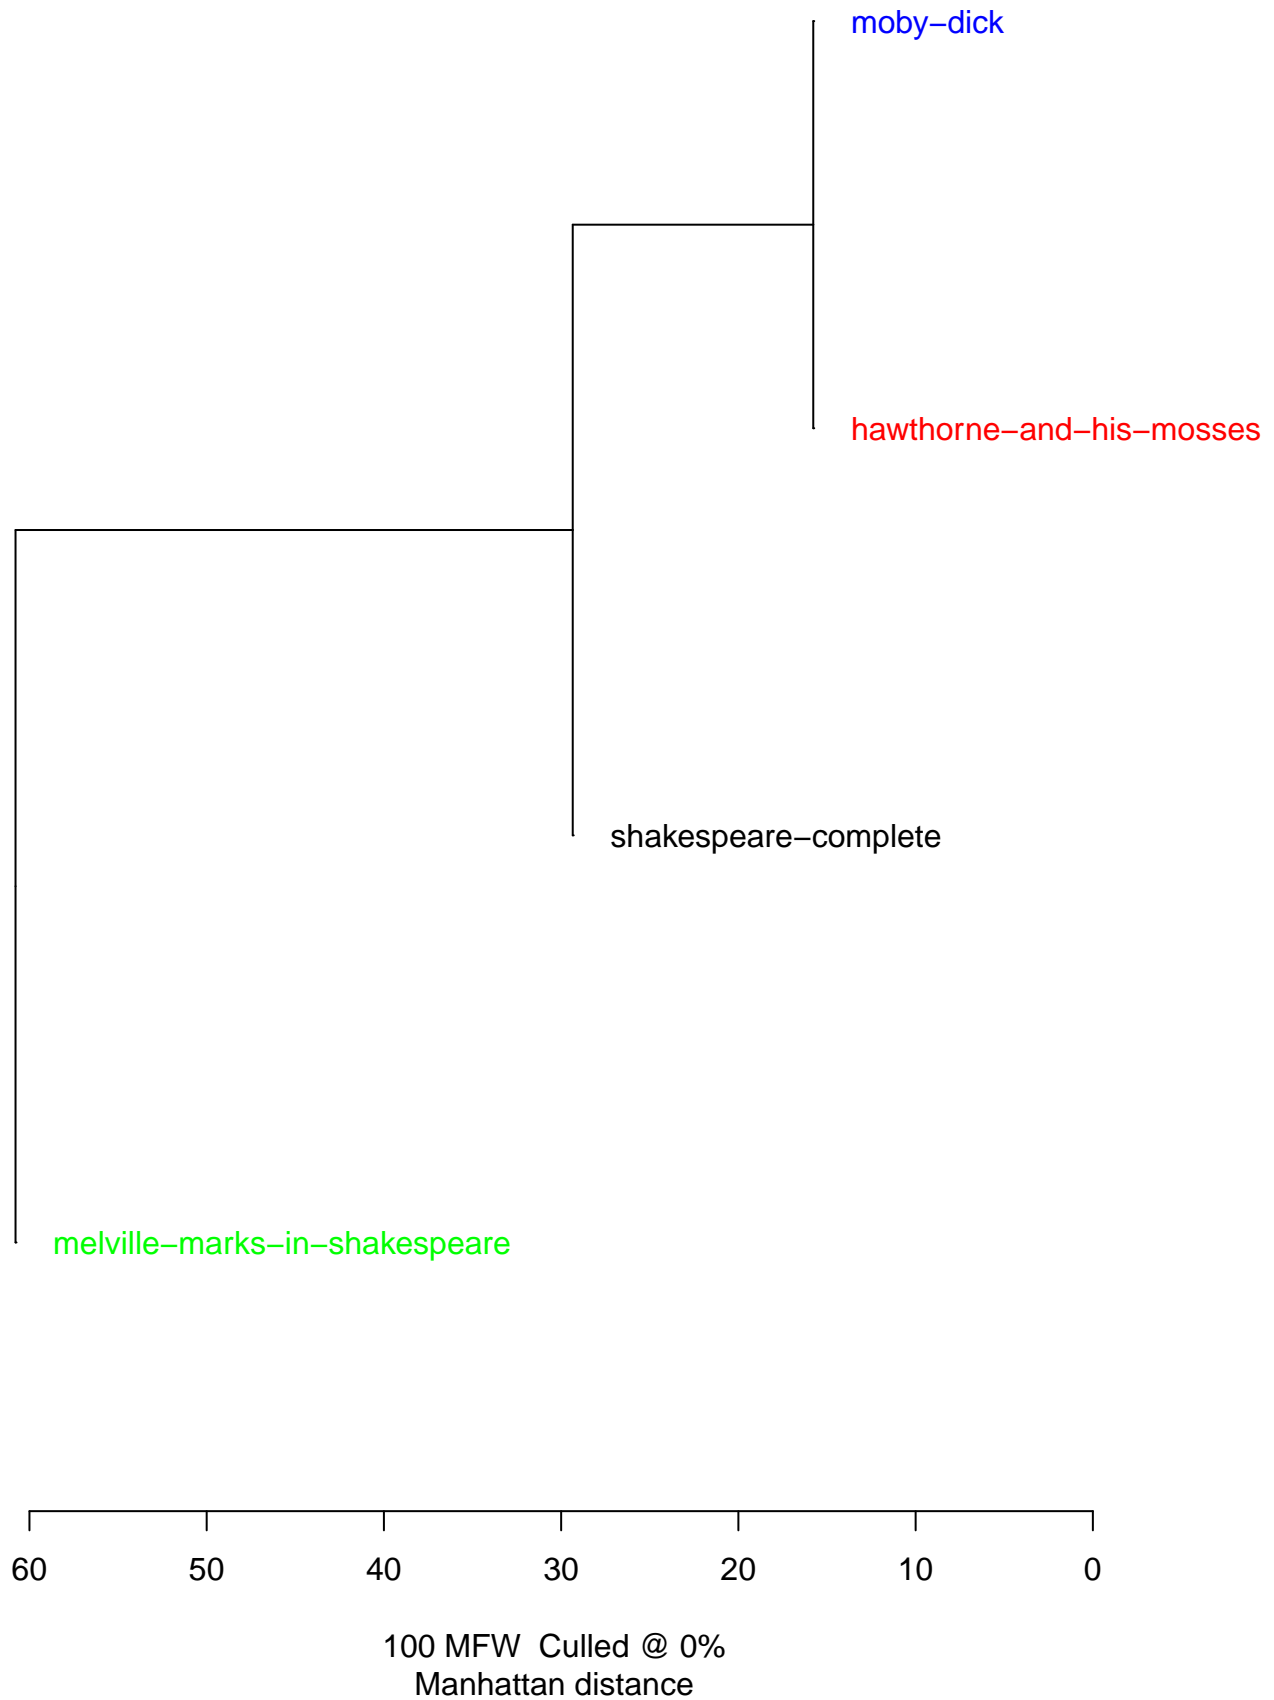 moby–dick
hawthorne–and–his–mosses
shakespeare–complete
melville–marks–in–shakespeare
60 50 40 30 20 10 0
100 MFW  Culled @ 0%
Manhattan distance